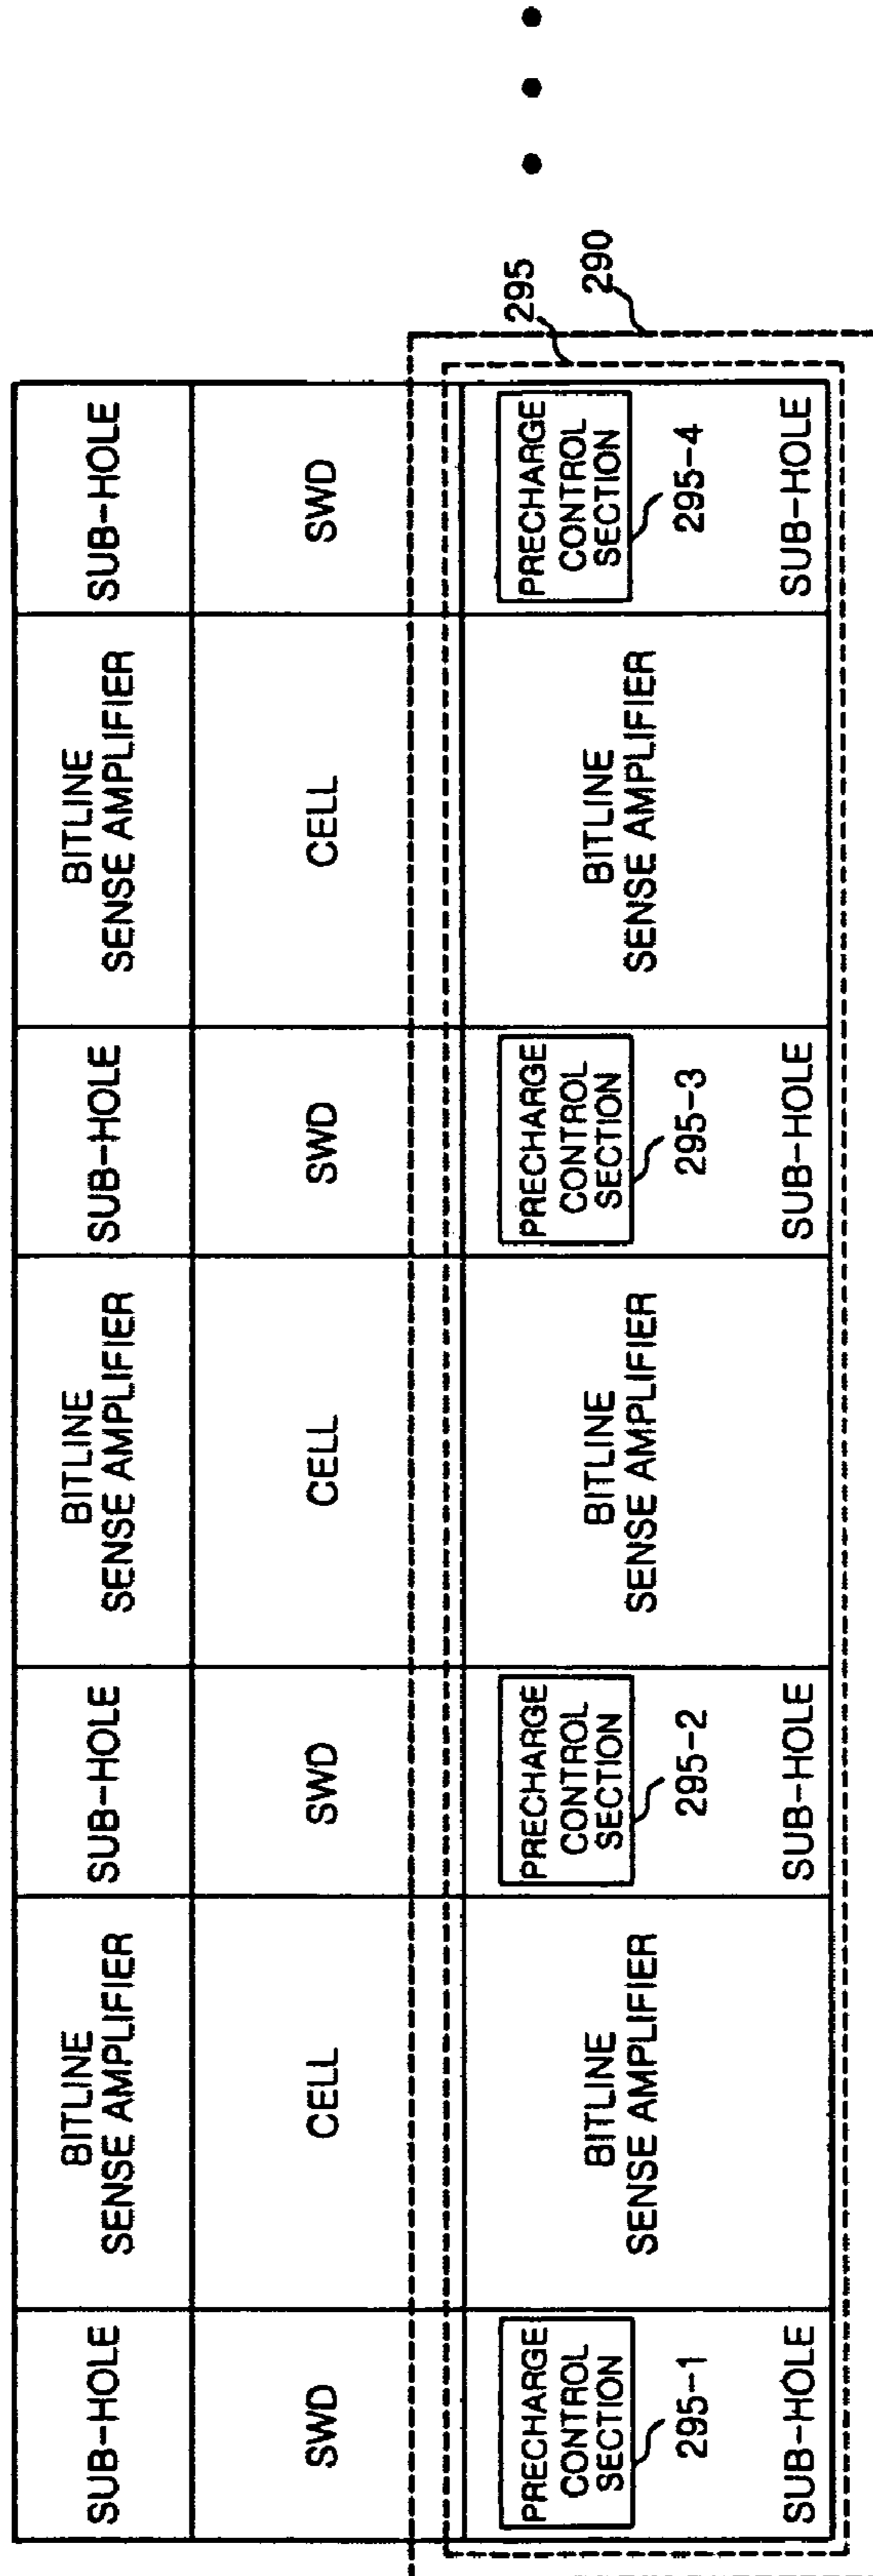 SUB-HOLE
BITLINE
SENSE AMPLIFIER
SUB-HOLE
BITLINE
SENSE AMPLIFIER
SUB-HOLE
BITLINE
SENSE AMPLIFIER
SUB-HOLE
SWD
CELL
SWD
CELL
SWD
CELL
SWD
295
290
PRECHARGE
CONTROL
SECTION
295-1
SUB-HOLE
BITLINE
SENSE AMPLIFIER
PRECHARGE
CONTROL
SECTION
295-2
SUB-HOLE
BITLINE
SENSE AMPLIFIER
PRECHARGE
CONTROL
SECTION
295-3
SUB-HOLE
BITLINE
SENSE AMPLIFIER
PRECHARGE
CONTROL
SECTION
295-4
SUB-HOLE